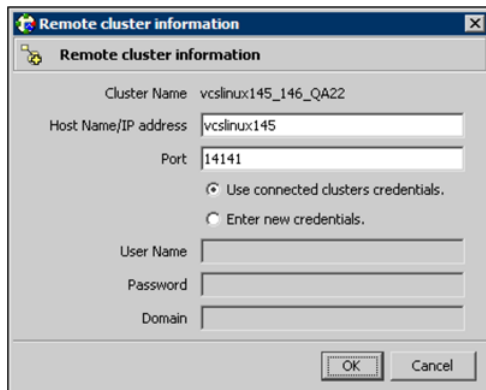 Remote cluster information
Remote cluster information
Cluster Name vcslinux145_146_QA22
Host Name/IP address vcslinux145
Port 14141
Use connected clusters credentials.
Enter new credentials.
User Name
Password
Domain
OK Cancel